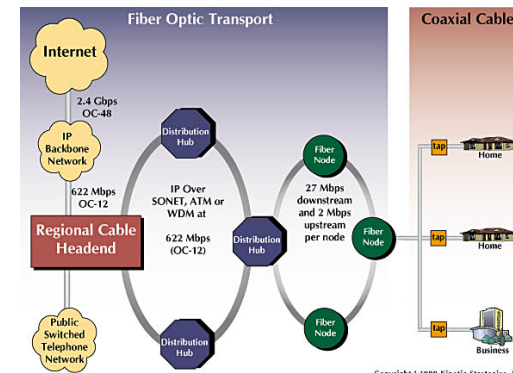 Fiber Optic Transport
Coaxial Cable
Internet
2.4 Gbps
OC-48
IP
Backbone
Network
622 Mbps
OC-12
Regional Cable
Headend
Public
Switched
Telephone
Network
Distribution
Hub
IP Over
SONET, ATM or
WDM at
622 Mbps
(OC-12)
Distribution
Hub
Distribution
Hub
Fiber
Node
27 Mbps
downstream
and 2 Mbps
upstream
per node
Fiber
Node
Fiber
Node
tap
Home
tap
Home
tap
Business